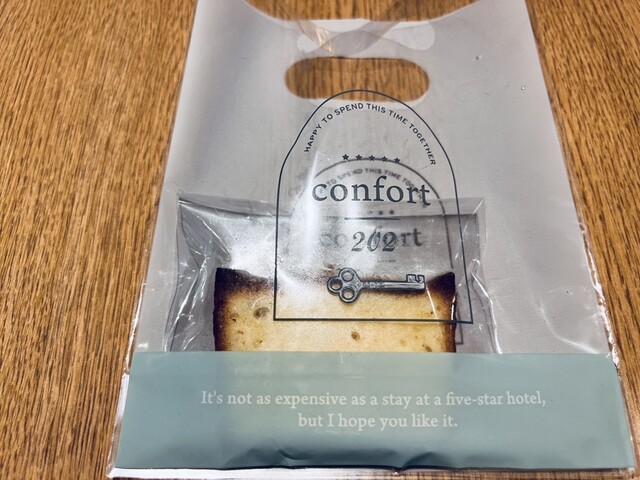 HAPPY TO SPEND THIS TIME TOGETHER
confort
202
It's not as expensive as a stay at a five-star hotel,
but I hope you like it.